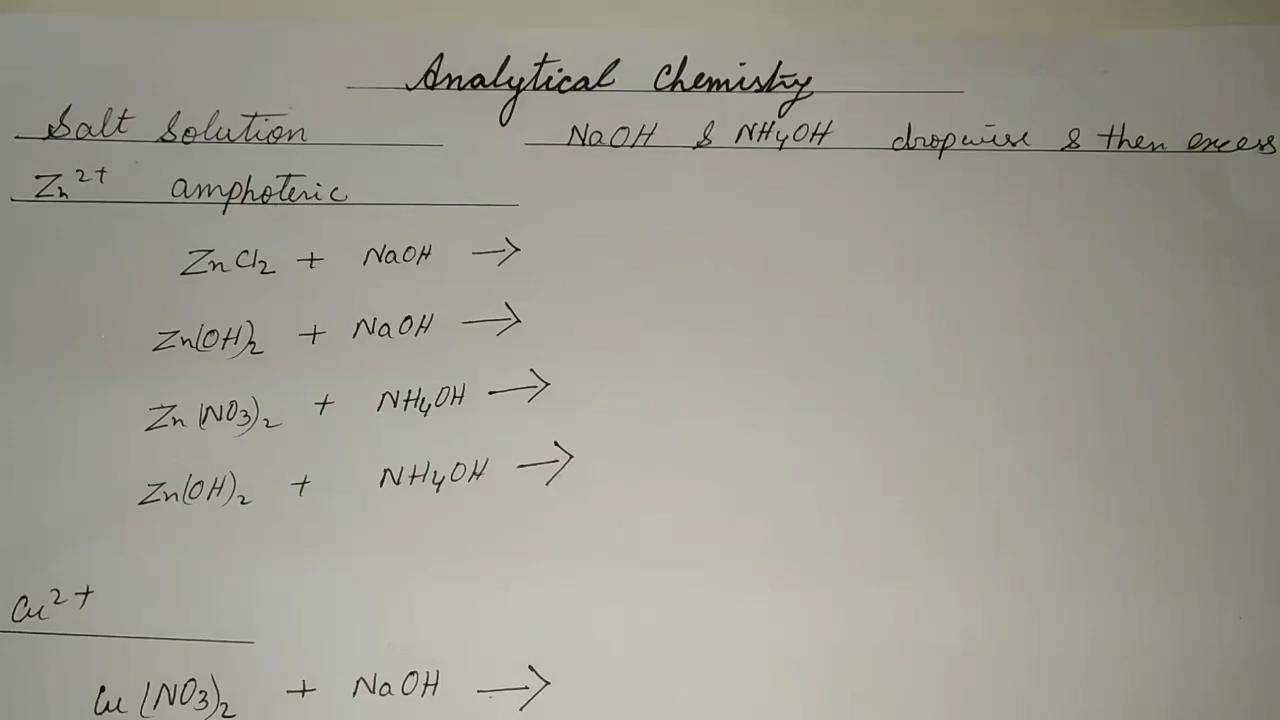 Analytical Chemistry
Salt Solution NaOH & NH4OH dropwise & then excess
Zn2+ amphoteric
ZnCl2 + NaOH →
Zn(OH)2 + NaOH →
Zn(NO3)2 + NH4OH →
Zn(OH)2 + NH4OH →
Cu2+
Cu(NO3)2 + NaOH →